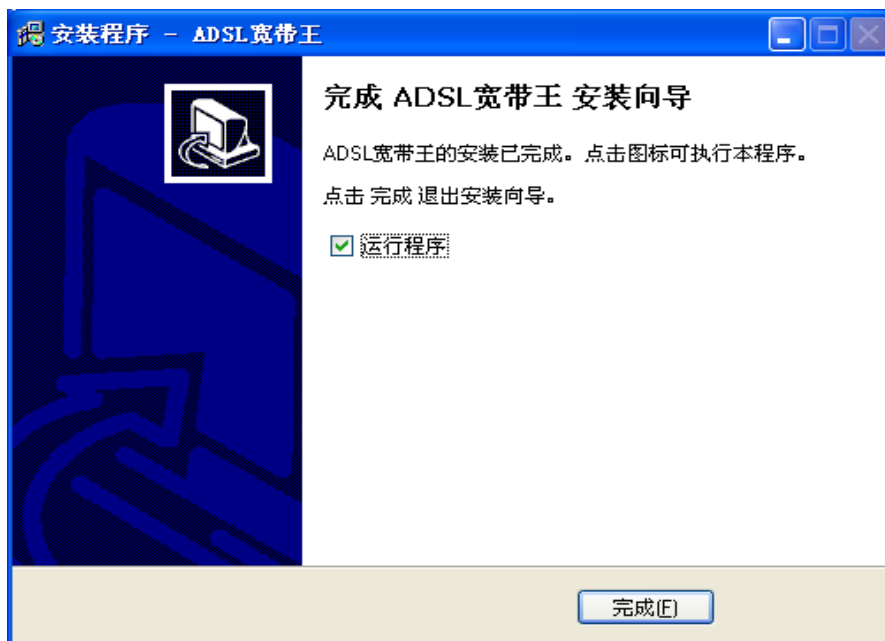 安装程序 - ADSL宽带王
完成 ADSL宽带王 安装向导
ADSL宽带王的安装已完成。点击图标可执行本程序。
点击 完成 退出安装向导。
运行程序
完成(F)